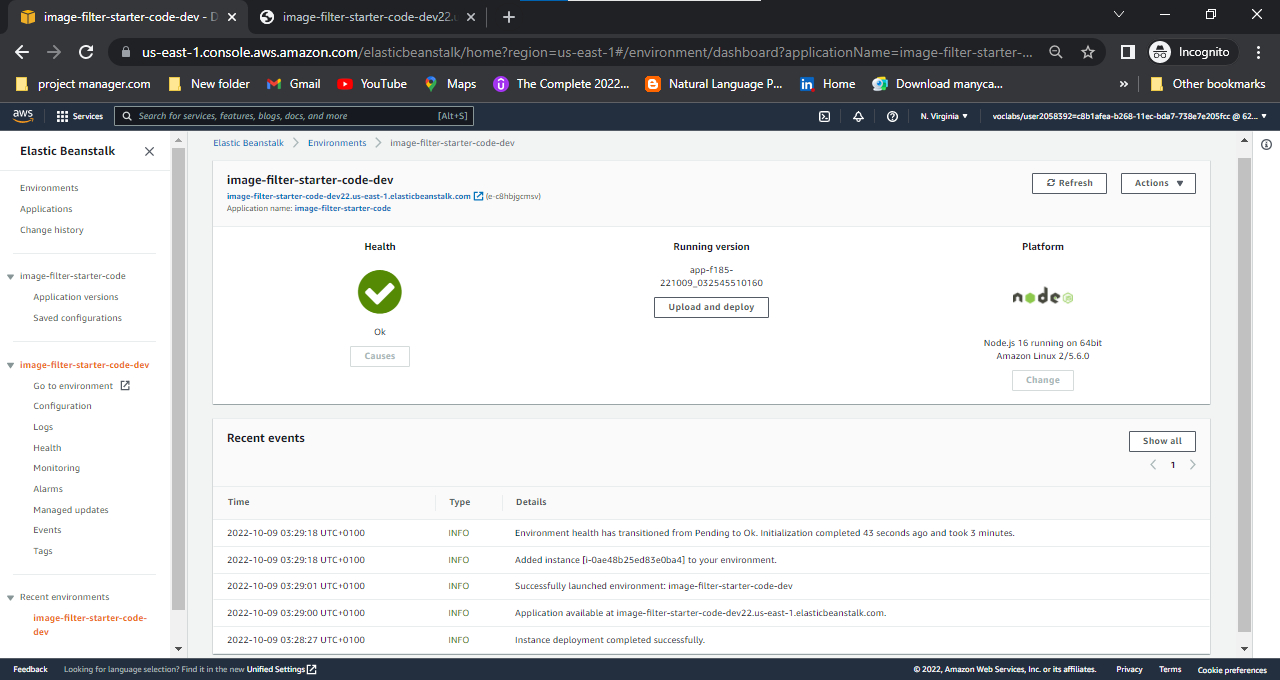 image-filter-starter-code-dev - D
image-filter-starter-code-dev22.u
us-east-1.console.aws.amazon.com/elasticbeanstalk/home?region=us-east-1#/environment/dashboard?applicationName=image-filter-starter-...
Incognito
project manager.com
New folder
Gmail
YouTube
Maps
The Complete 2022...
Natural Language P...
Home
Download manyca...
»
Other bookmarks
aws
Services
Search for services, features, blogs, docs, and more
[Alt+S]
N. Virginia
voclabs/user2058392=c8b1afea-b268-11ec-bda7-738e7e205fcc @ 62...
Elastic Beanstalk
Environments
Applications
Change history
image-filter-starter-code
Application versions
Saved configurations
image-filter-starter-code-dev
Go to environment
Configuration
Logs
Health
Monitoring
Alarms
Managed updates
Events
Tags
Recent environments
image-filter-starter-code-
dev
Elastic Beanstalk
Environments
image-filter-starter-code-dev
image-filter-starter-code-dev
image-filter-starter-code-dev22.us-east-1.elasticbeanstalk.com (e-c8hbjgcmsv)
Application name: image-filter-starter-code
Refresh
Actions
Health
Ok
Causes
Running version
app-f185-
221009_032545510160
Upload and deploy
Platform
node JS
Node.js 16 running on 64bit
Amazon Linux 2/5.6.0
Change
Recent events
Show all
1
Time Type Details
2022-10-09 03:29:18 UTC+0100 INFO Environment health has transitioned from Pending to Ok. Initialization completed 43 seconds ago and took 3 minutes.
2022-10-09 03:29:18 UTC+0100 INFO Added instance [i-0ae48b25ed83e0ba4] to your environment.
2022-10-09 03:29:01 UTC+0100 INFO Successfully launched environment: image-filter-starter-code-dev
2022-10-09 03:29:00 UTC+0100 INFO Application available at image-filter-starter-code-dev22.us-east-1.elasticbeanstalk.com.
2022-10-09 03:28:27 UTC+0100 INFO Instance deployment completed successfully.
Feedback
Looking for language selection? Find it in the new Unified Settings
© 2022, Amazon Web Services, Inc. or its affiliates.
Privacy
Terms
Cookie preferences